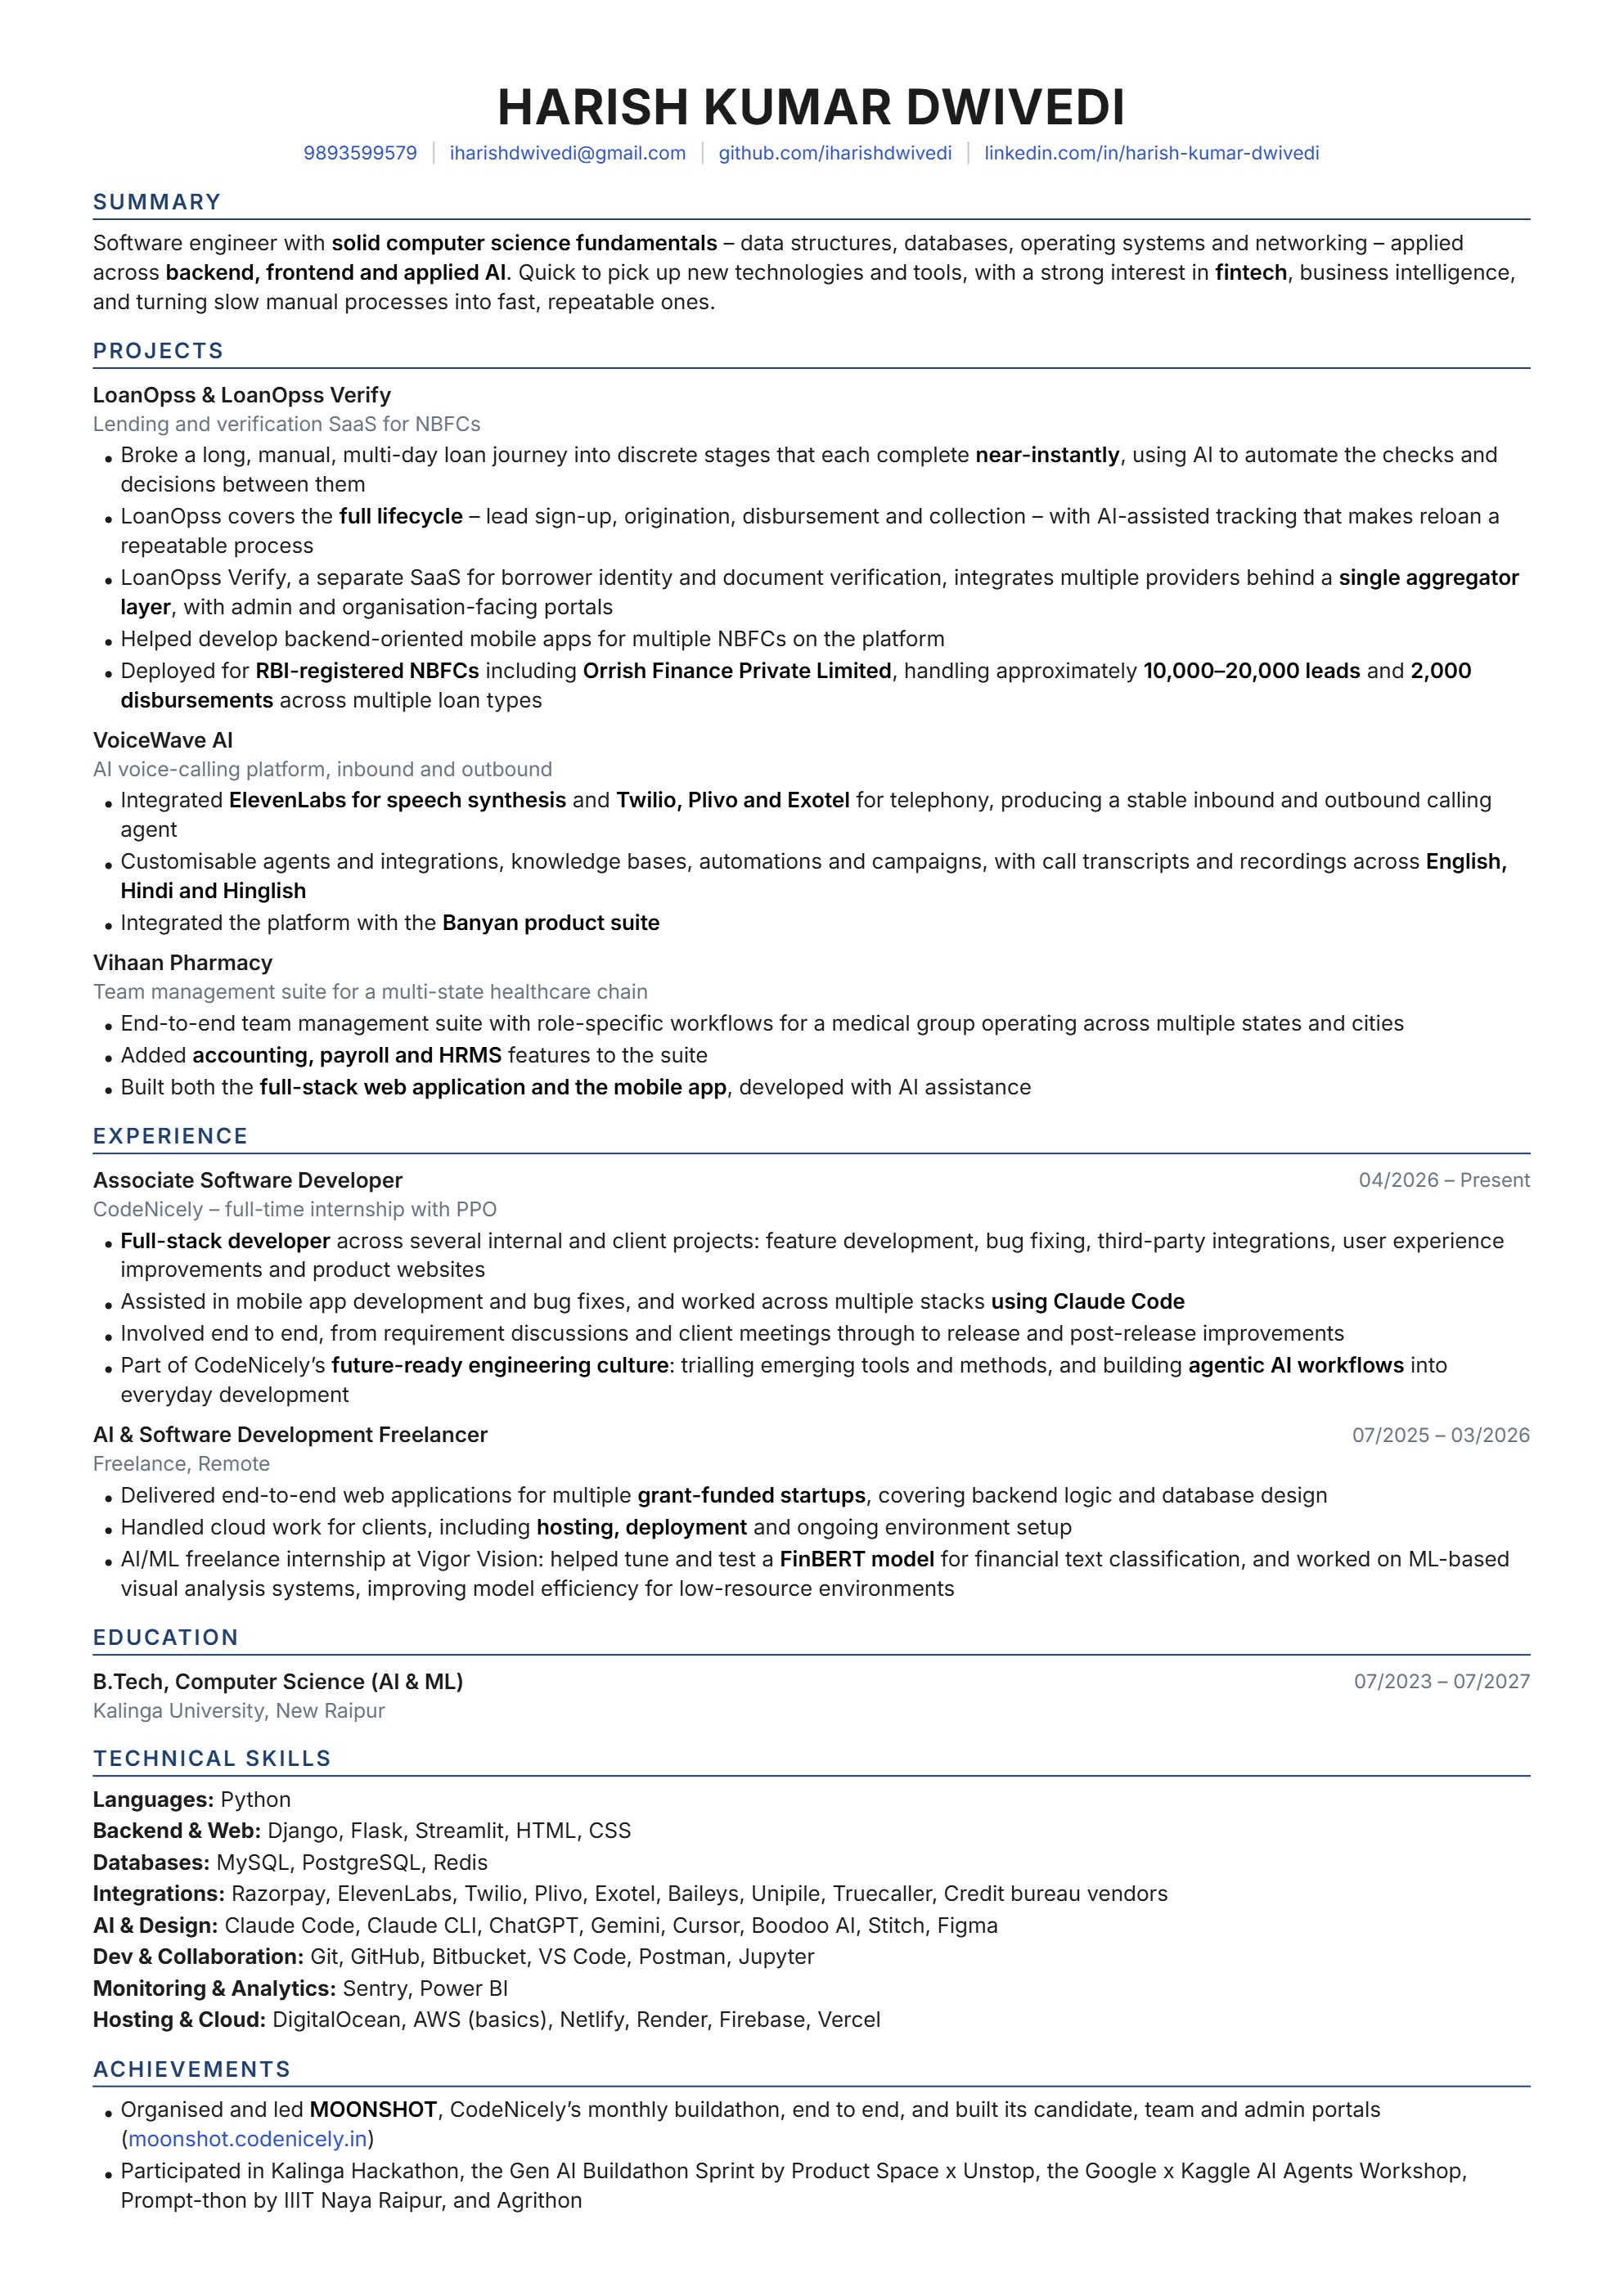 HARISH KUMAR DWIVEDI
9893599579 | iharishdwivedi@gmail.com | github.com/iharishdwivedi | linkedin.com/in/harish-kumar-dwivedi
SUMMARY
Software engineer with solid computer science fundamentals – data structures, databases, operating systems and networking – applied
across backend, frontend and applied AI. Quick to pick up new technologies and tools, with a strong interest in fintech, business intelligence,
and turning slow manual processes into fast, repeatable ones.
PROJECTS
LoanOpss & LoanOpss Verify
Lending and verification SaaS for NBFCs
• Broke a long, manual, multi-day loan journey into discrete stages that each complete near-instantly, using AI to automate the checks and
decisions between them
• LoanOpss covers the full lifecycle – lead sign-up, origination, disbursement and collection – with AI-assisted tracking that makes reloan a
repeatable process
• LoanOpss Verify, a separate SaaS for borrower identity and document verification, integrates multiple providers behind a single aggregator
layer, with admin and organisation-facing portals
• Helped develop backend-oriented mobile apps for multiple NBFCs on the platform
• Deployed for RBI-registered NBFCs including Orrish Finance Private Limited, handling approximately 10,000–20,000 leads and 2,000
disbursements across multiple loan types
VoiceWave AI
AI voice-calling platform, inbound and outbound
• Integrated ElevenLabs for speech synthesis and Twilio, Plivo and Exotel for telephony, producing a stable inbound and outbound calling
agent
• Customisable agents and integrations, knowledge bases, automations and campaigns, with call transcripts and recordings across English,
Hindi and Hinglish
• Integrated the platform with the Banyan product suite
Vihaan Pharmacy
Team management suite for a multi-state healthcare chain
• End-to-end team management suite with role-specific workflows for a medical group operating across multiple states and cities
• Added accounting, payroll and HRMS features to the suite
• Built both the full-stack web application and the mobile app, developed with AI assistance
EXPERIENCE
Associate Software Developer 04/2026 – Present
CodeNicely – full-time internship with PPO
• Full-stack developer across several internal and client projects: feature development, bug fixing, third-party integrations, user experience
improvements and product websites
• Assisted in mobile app development and bug fixes, and worked across multiple stacks using Claude Code
• Involved end to end, from requirement discussions and client meetings through to release and post-release improvements
• Part of CodeNicely’s future-ready engineering culture: trialling emerging tools and methods, and building agentic AI workflows into
everyday development
AI & Software Development Freelancer 07/2025 – 03/2026
Freelance, Remote
• Delivered end-to-end web applications for multiple grant-funded startups, covering backend logic and database design
• Handled cloud work for clients, including hosting, deployment and ongoing environment setup
• AI/ML freelance internship at Vigor Vision: helped tune and test a FinBERT model for financial text classification, and worked on ML-based
visual analysis systems, improving model efficiency for low-resource environments
EDUCATION
B.Tech, Computer Science (AI & ML) 07/2023 – 07/2027
Kalinga University, New Raipur
TECHNICAL SKILLS
Languages: Python
Backend & Web: Django, Flask, Streamlit, HTML, CSS
Databases: MySQL, PostgreSQL, Redis
Integrations: Razorpay, ElevenLabs, Twilio, Plivo, Exotel, Baileys, Unipile, Truecaller, Credit bureau vendors
AI & Design: Claude Code, Claude CLI, ChatGPT, Gemini, Cursor, Boodoo AI, Stitch, Figma
Dev & Collaboration: Git, GitHub, Bitbucket, VS Code, Postman, Jupyter
Monitoring & Analytics: Sentry, Power BI
Hosting & Cloud: DigitalOcean, AWS (basics), Netlify, Render, Firebase, Vercel
ACHIEVEMENTS
• Organised and led MOONSHOT, CodeNicely’s monthly buildathon, end to end, and built its candidate, team and admin portals
(moonshot.codenicely.in)
• Participated in Kalinga Hackathon, the Gen AI Buildathon Sprint by Product Space x Unstop, the Google x Kaggle AI Agents Workshop,
Prompt-thon by IIIT Naya Raipur, and Agrithon